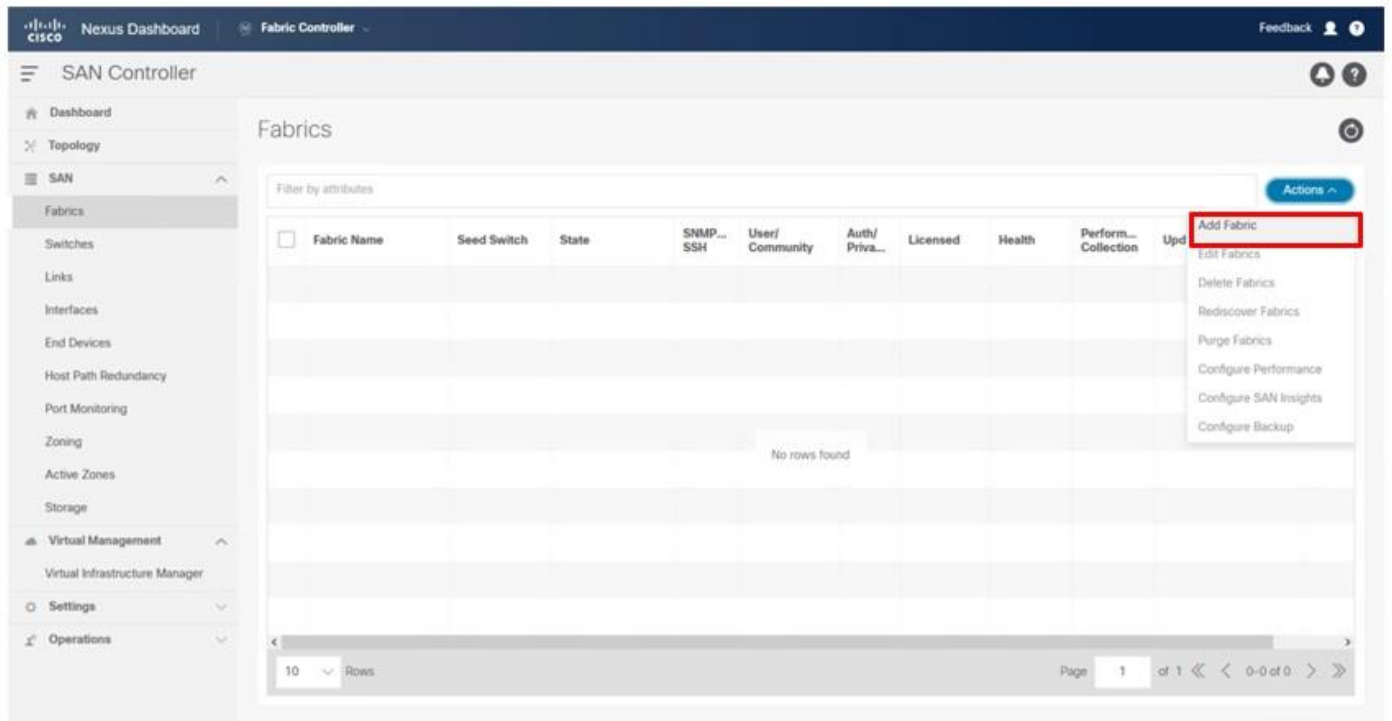 CISCO Nexus Dashboard Fabric Controller Feedback
SAN Controller
Dashboard
Topology
SAN
Fabrics
Switches
Links
Interfaces
End Devices
Host Path Redundancy
Port Monitoring
Zoning
Active Zones
Storage
Virtual Management
Virtual Infrastructure Manager
Settings
Operations
Fabrics
Filter by attributes
Actions
Fabric Name Seed Switch State SNMP... SSH User/ Community Auth/ Priva... Licensed Health Perform... Collection Upd
Add Fabric
Edit Fabrics
Delete Fabrics
Rediscover Fabrics
Purge Fabrics
Configure Performance
Configure SAN Insights
Configure Backup
No rows found
10 Rows Page 1 of 1 0-0 of 0